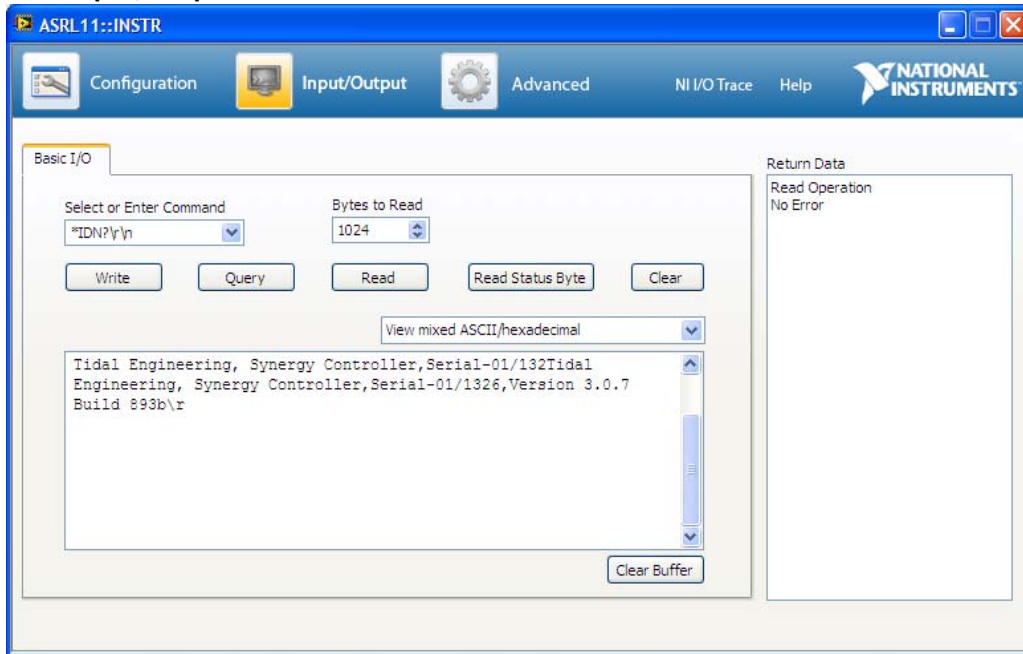 ASRL11::INSTR
Configuration Input/Output Advanced NI I/O Trace Help NATIONAL INSTRUMENTS
Basic I/O
Return Data
Select or Enter Command Bytes to Read
*IDN?\r\n 1024
Write Query Read Read Status Byte Clear
View mixed ASCII/hexadecimal
Tidal Engineering, Synergy Controller,Serial-01/132Tidal
Engineering, Synergy Controller,Serial-01/1326,Version 3.0.7
Build 893b\r
Clear Buffer
Read Operation
No Error